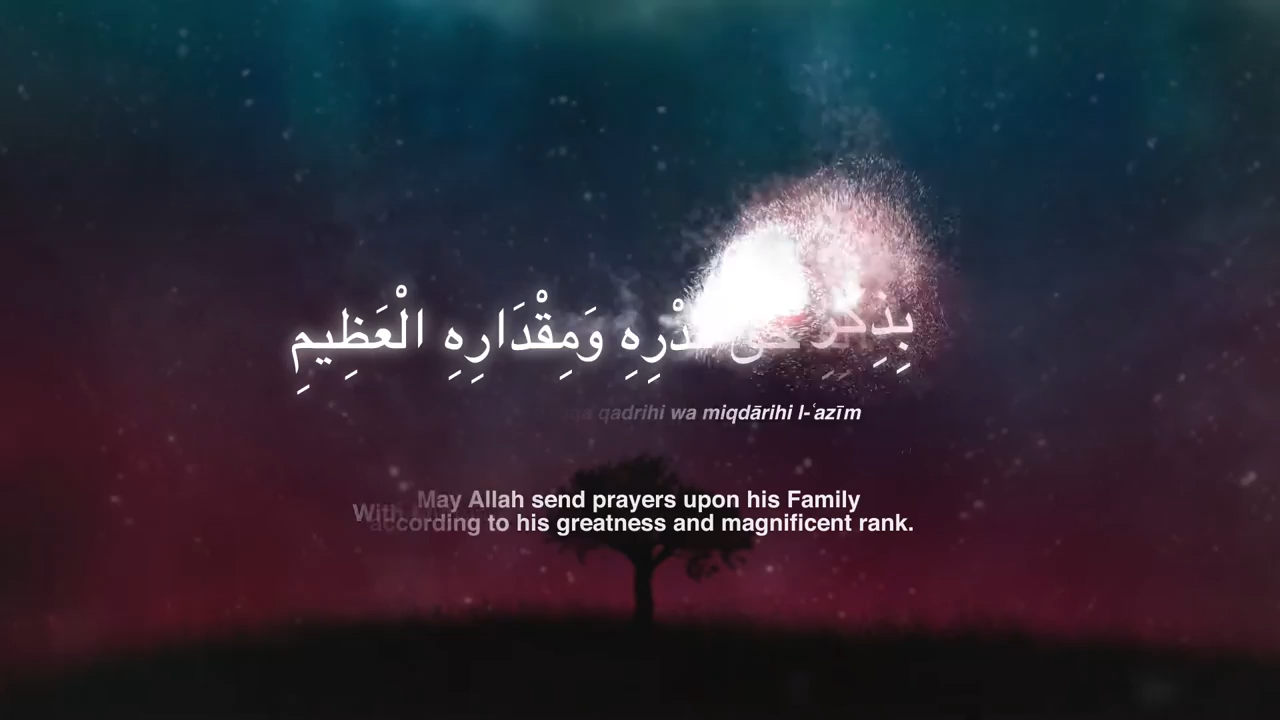 بِذِكْرِ وَمِقْدَارِهِ الْعَظِيمِ
qadrihi wa miqdārihi l-ʿazīm
May Allah send prayers upon his Family
With
according to his greatness and magnificent rank.